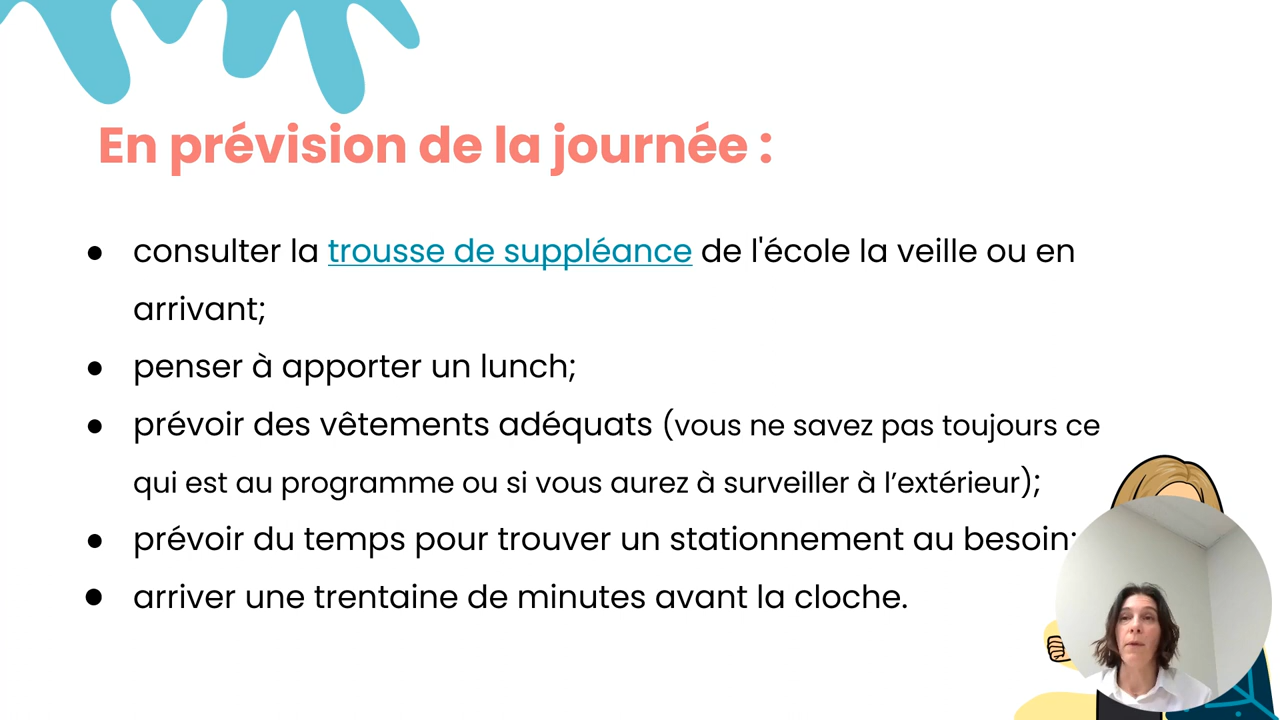 En prévision de la journée :
● consulter la trousse de suppléance de l'école la veille ou en
arrivant;
● penser à apporter un lunch;
● prévoir des vêtements adéquats (vous ne savez pas toujours ce
qui est au programme ou si vous aurez à surveiller à l’extérieur);
● prévoir du temps pour trouver un stationnement au besoin;
● arriver une trentaine de minutes avant la cloche.